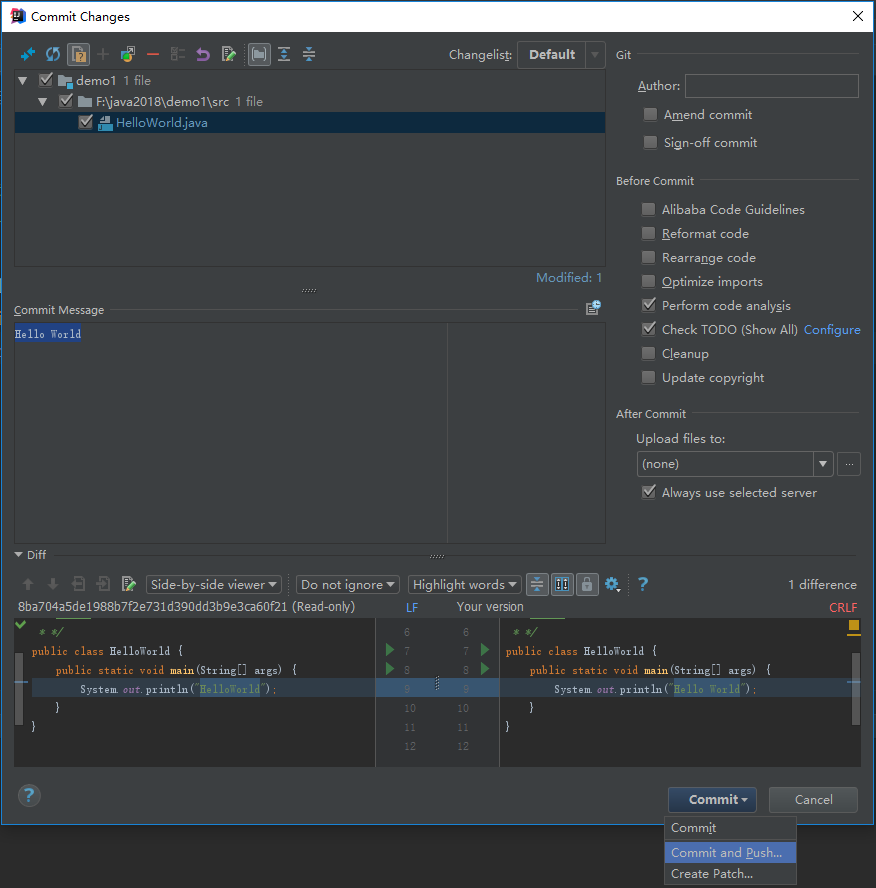 Commit Changes
Changelist: Default
Git
demo1 1 file
F:\java2018\demo1\src 1 file
HelloWorld.java
Author:
Amend commit
Sign-off commit
Before Commit
Alibaba Code Guidelines
Reformat code
Rearrange code
Optimize imports
Perform code analysis
Check TODO (Show All) Configure
Cleanup
Update copyright
Modified: 1
Commit Message
Hello World
After Commit
Upload files to:
(none) ...
Always use selected server
Diff
Side-by-side viewer Do not ignore Highlight words ? 1 difference
8ba704a5de1988b7f2e731d390dd3b9e3ca60f21 (Read-only) LF Your version CRLF
* */ 6 6 * */
public class HelloWorld { 7 7 public class HelloWorld {
public static void main(String[] args) { 8 8 public static void main(String[] args) {
System.out.println("HelloWorld"); 9 9 System.out.println("Hello World");
} 10 10 }
} 11 11 }
12 12
? Commit Cancel
Commit
Commit and Push...
Create Patch...